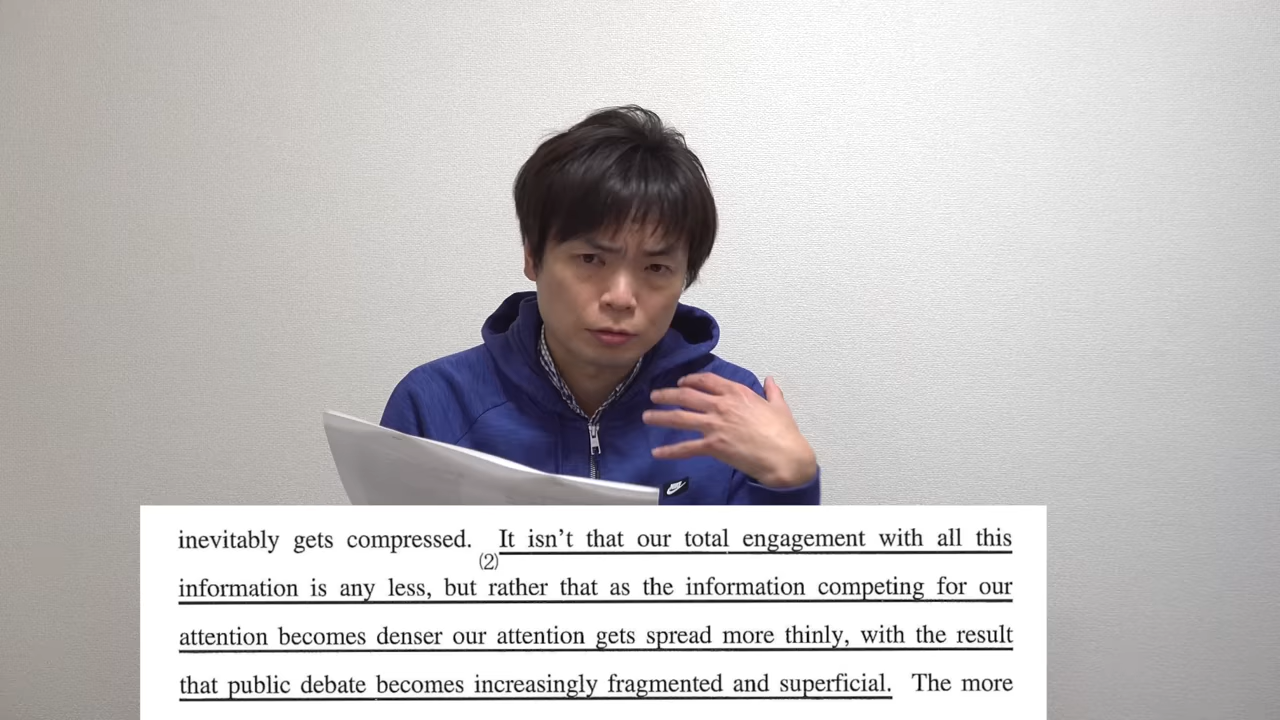 inevitably gets compressed. It isn't that our total engagement with all this
(2)
information is any less, but rather that as the information competing for our
attention becomes denser our attention gets spread more thinly, with the result
that public debate becomes increasingly fragmented and superficial. The more